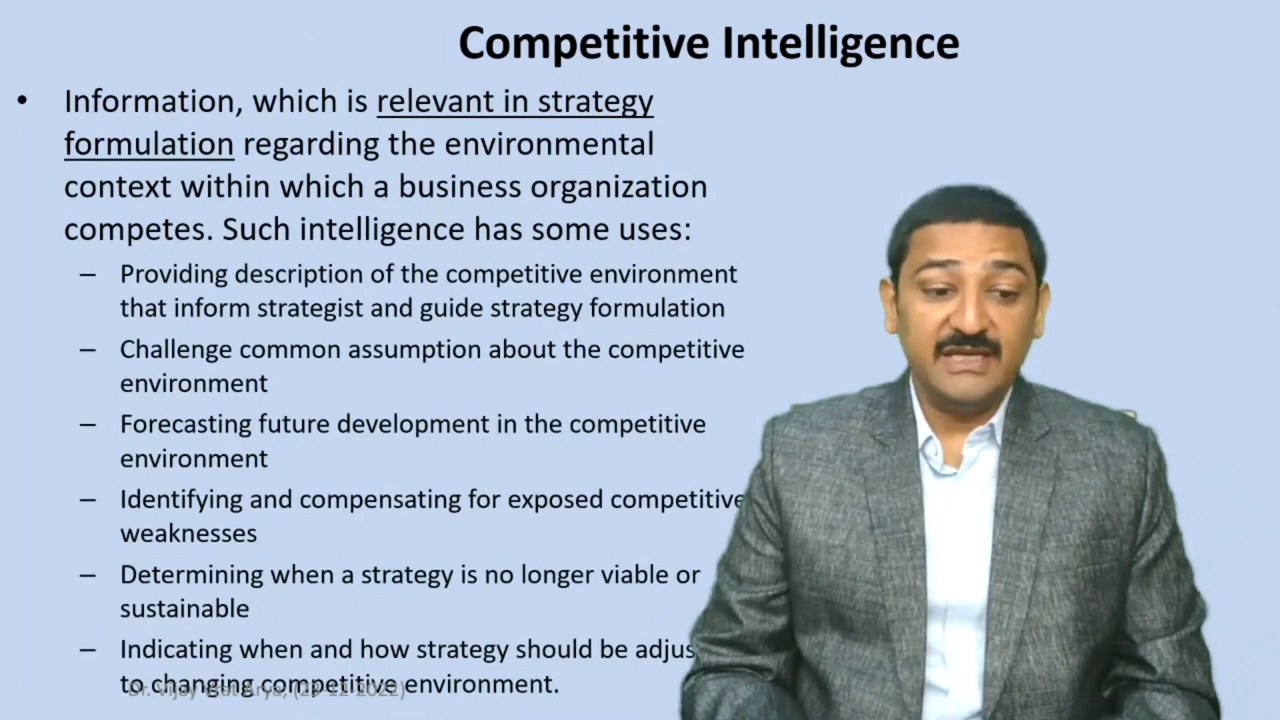 Competitive Intelligence
• Information, which is relevant in strategy
formulation regarding the environmental
context within which a business organization
competes. Such intelligence has some uses:
– Providing description of the competitive environment
that inform strategist and guide strategy formulation
– Challenge common assumption about the competitive
environment
– Forecasting future development in the competitive
environment
– Identifying and compensating for exposed competitive
weaknesses
– Determining when a strategy is no longer viable or
sustainable
– Indicating when and how strategy should be adjus
to changing competitive environment.
Dr. Vijay